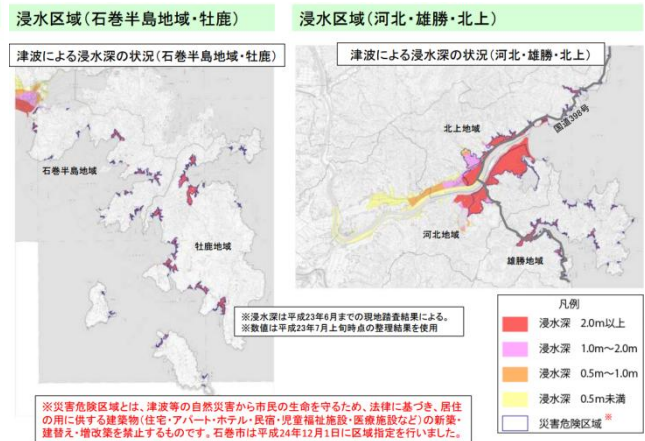 浸水区域(石巻半島地域・牡鹿)
津波による浸水深の状況(石巻半島地域・牡鹿)
石巻半島地域
牡鹿地域
浸水区域(河北・雄勝・北上)
津波による浸水深の状況(河北・雄勝・北上)
国道398号
北上地域
河北地域
雄勝地域
※浸水深は平成23年6月までの現地踏査結果による。
※数値は平成23年7月上旬時点の整理結果を使用
凡例
浸水深 2.0m以上
浸水深 1.0m~2.0m
浸水深 0.5m~1.0m
浸水深 0.5m未満
災害危険区域※
※災害危険区域とは、津波等の自然災害から市民の生命を守るため、法律に基づき、居住
の用に供する建築物(住宅・アパート・ホテル・民宿・児童福祉施設・医療施設など)の新築・
建替え・増改築を禁止するものです。石巻市は平成24年12月1日に区域指定を行いました。